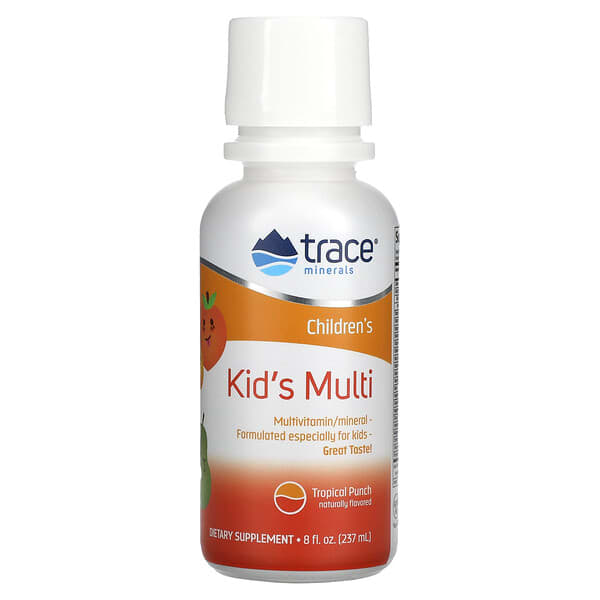 trace®
minerals
Children's
Kid's Multi
Multivitamin/mineral -
Formulated especially for kids -
Great Taste!
Tropical Punch
naturally flavored
DIETARY SUPPLEMENT • 8 fl. oz. (237 mL)